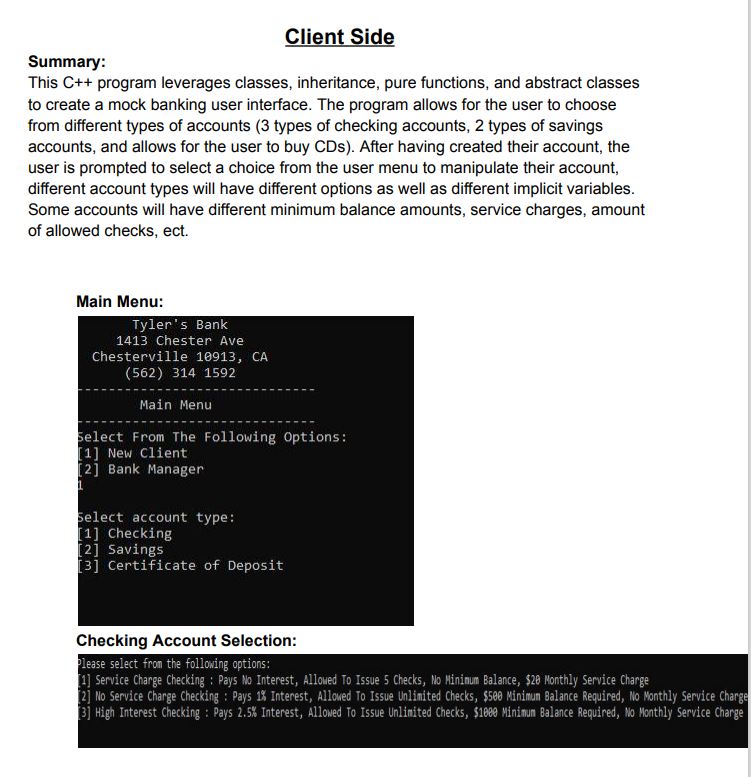 Client Side
Summary:
This C++ program leverages classes, inheritance, pure functions, and abstract classes
to create a mock banking user interface. The program allows for the user to choose
from different types of accounts (3 types of checking accounts, 2 types of savings
accounts, and allows for the user to buy CDs). After having created their account, the
user is prompted to select a choice from the user menu to manipulate their account,
different account types will have different options as well as different implicit variables.
Some accounts will have different minimum balance amounts, service charges, amount
of allowed checks, ect.
Main Menu:
Tyler's Bank
1413 Chester Ave
Chesterville 10913, CA
(562) 314 1592
------------------------------
Main Menu
------------------------------
Select From The Following Options:
[1] New Client
[2] Bank Manager
1
Select account type:
[1] Checking
[2] Savings
[3] Certificate of Deposit
Checking Account Selection:
Please select from the following options:
[1] Service Charge Checking : Pays No Interest, Allowed To Issue 5 Checks, No Minimum Balance, $20 Monthly Service Charge
[2] No Service Charge Checking : Pays 1% Interest, Allowed To Issue Unlimited Checks, $500 Minimum Balance Required, No Monthly Service Charge
[3] High Interest Checking : Pays 2.5% Interest, Allowed To Issue Unlimited Checks, $1000 Minimum Balance Required, No Monthly Service Charge